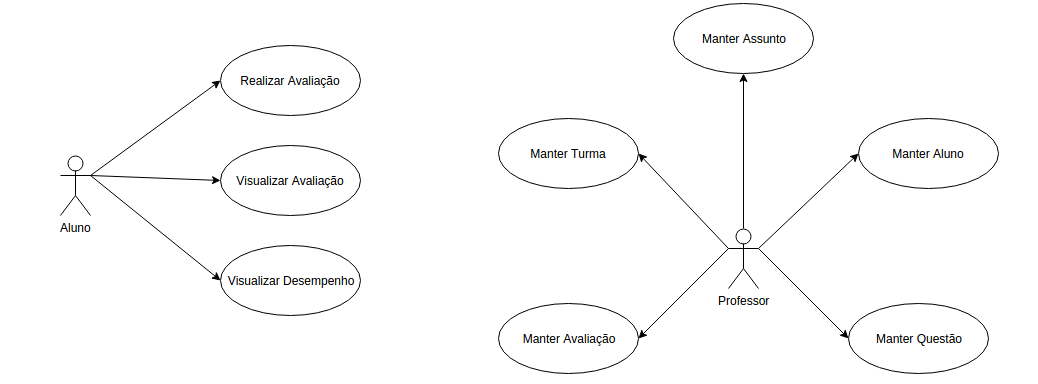 Realizar Avaliação
Visualizar Avaliação
Aluno
Visualizar Desempenho
Manter Assunto
Manter Turma
Manter Aluno
Professor
Manter Avaliação
Manter Questão